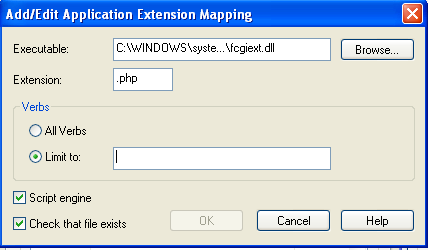 Add/Edit Application Extension Mapping
Executable: C:\WINDOWS\syste...\fcgiext.dll Browse...
Extension: .php
Verbs
All Verbs
Limit to:
Script engine
Check that file exists
OK Cancel Help